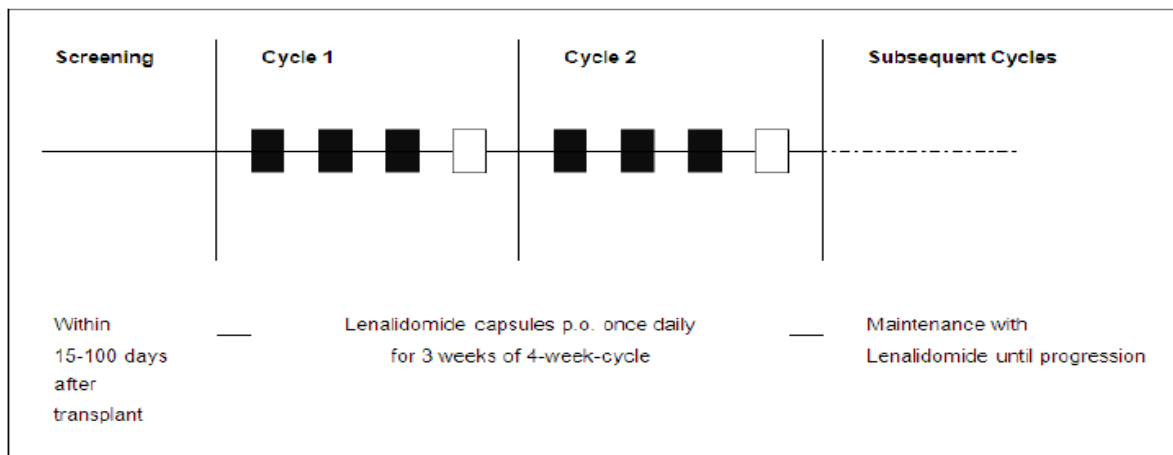 Screening
Cycle 1
Cycle 2
Subsequent Cycles
Within
15-100 days
after
transplant
Lenalidomide capsules p.o. once daily
for 3 weeks of 4-week-cycle
Maintenance with
Lenalidomide until progression